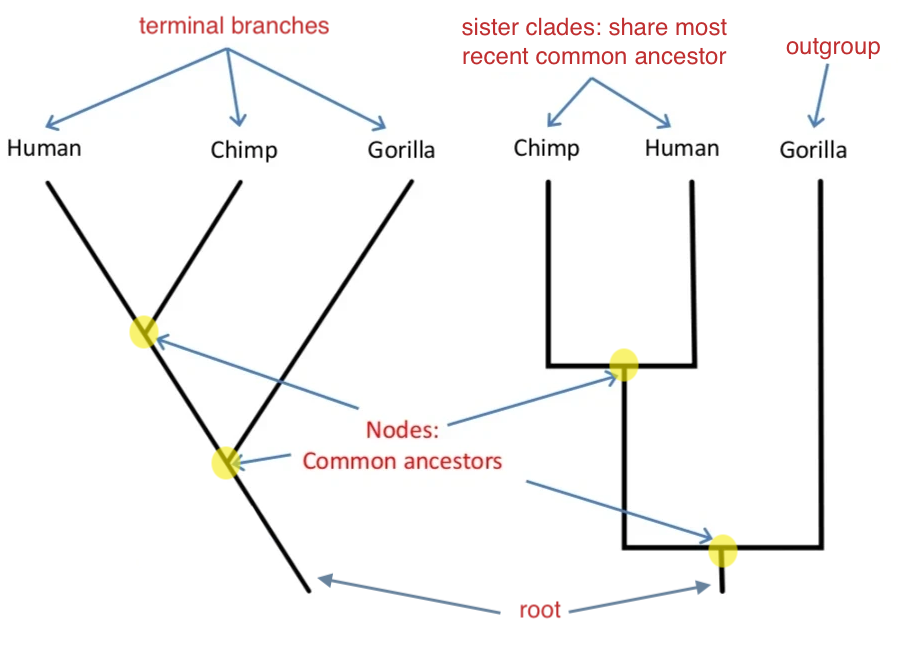 terminal branches
sister clades: share most
recent common ancestor
outgroup
Human
Chimp
Gorilla
Chimp
Human
Gorilla
Nodes:
Common ancestors
root